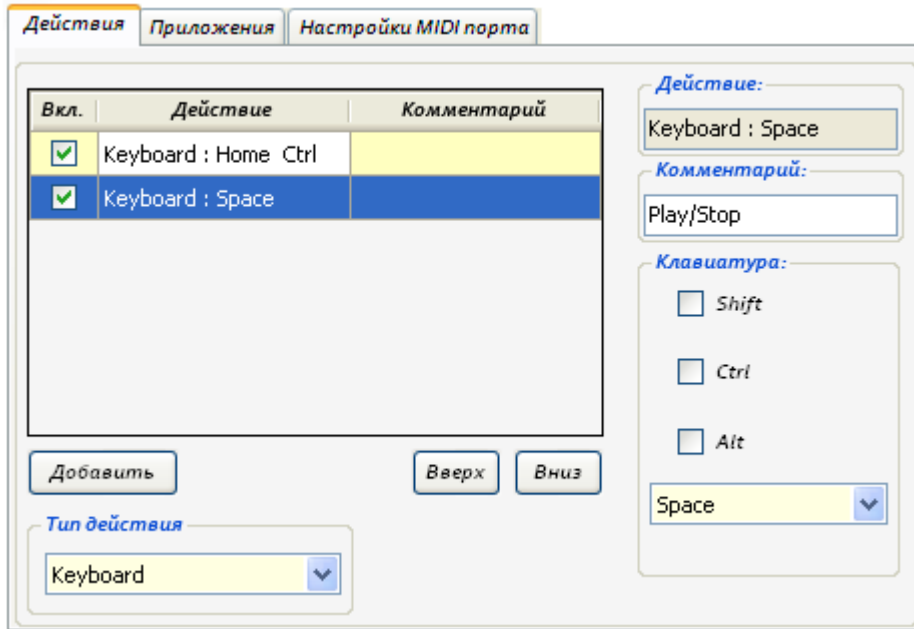 Действия Приложения Настройки MIDI порта
Вкл. Действие Комментарий
Keyboard : Home Ctrl
Keyboard : Space
Добавить Вверх Вниз
Тип действия
Keyboard
Действие:
Keyboard : Space
Комментарий:
Play/Stop
Клавиатура:
Shift
Ctrl
Alt
Space